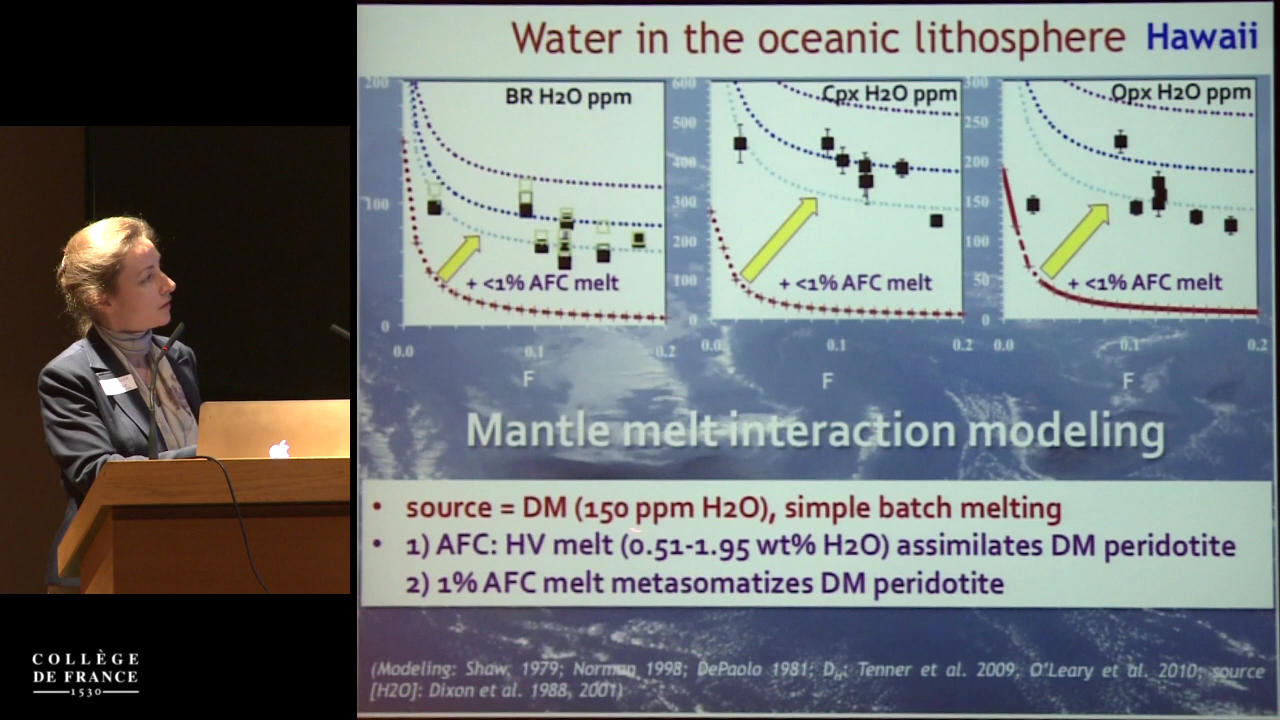 Water in the oceanic lithosphere Hawaii
BR H2O ppm
200
100
0
0.0
0.1
0.2
F
+ <1% AFC melt
Cpx H2O ppm
600
500
400
300
200
100
0
0.0
0.1
0.2
F
+ <1% AFC melt
Opx H2O ppm
300
250
200
150
100
50
0
0.0
0.1
0.2
F
+ <1% AFC melt
Mantle melt interaction modeling
• source = DM (150 ppm H2O), simple batch melting
• 1) AFC: HV melt (0.51-1.95 wt% H2O) assimilates DM peridotite
2) 1% AFC melt metasomatizes DM peridotite
(Modeling: Shaw, 1979; Norman 1998; DePaolo 1981; DH: Tenner et al. 2009, O'Leary et al. 2010; source
[H2O]: Dixon et al. 1988, 2001)
COLLÈGE
DE FRANCE
1530